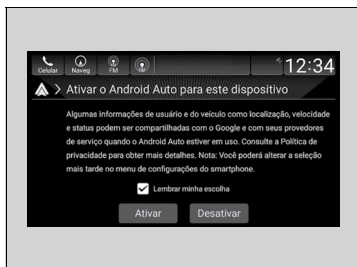 12:34
Celular Naveg FM
Ativar o Android Auto para este dispositivo
Algumas informações de usuário e do veículo como localização, velocidade
e status podem ser compartilhadas com o Google e com seus provedores
de serviço quando o Android Auto estiver em uso. Consulte a Política de
privacidade para obter mais detalhes. Nota: Você poderá alterar a seleção
mais tarde no menu de configurações do smartphone.
Lembrar minha escolha
Ativar Desativar